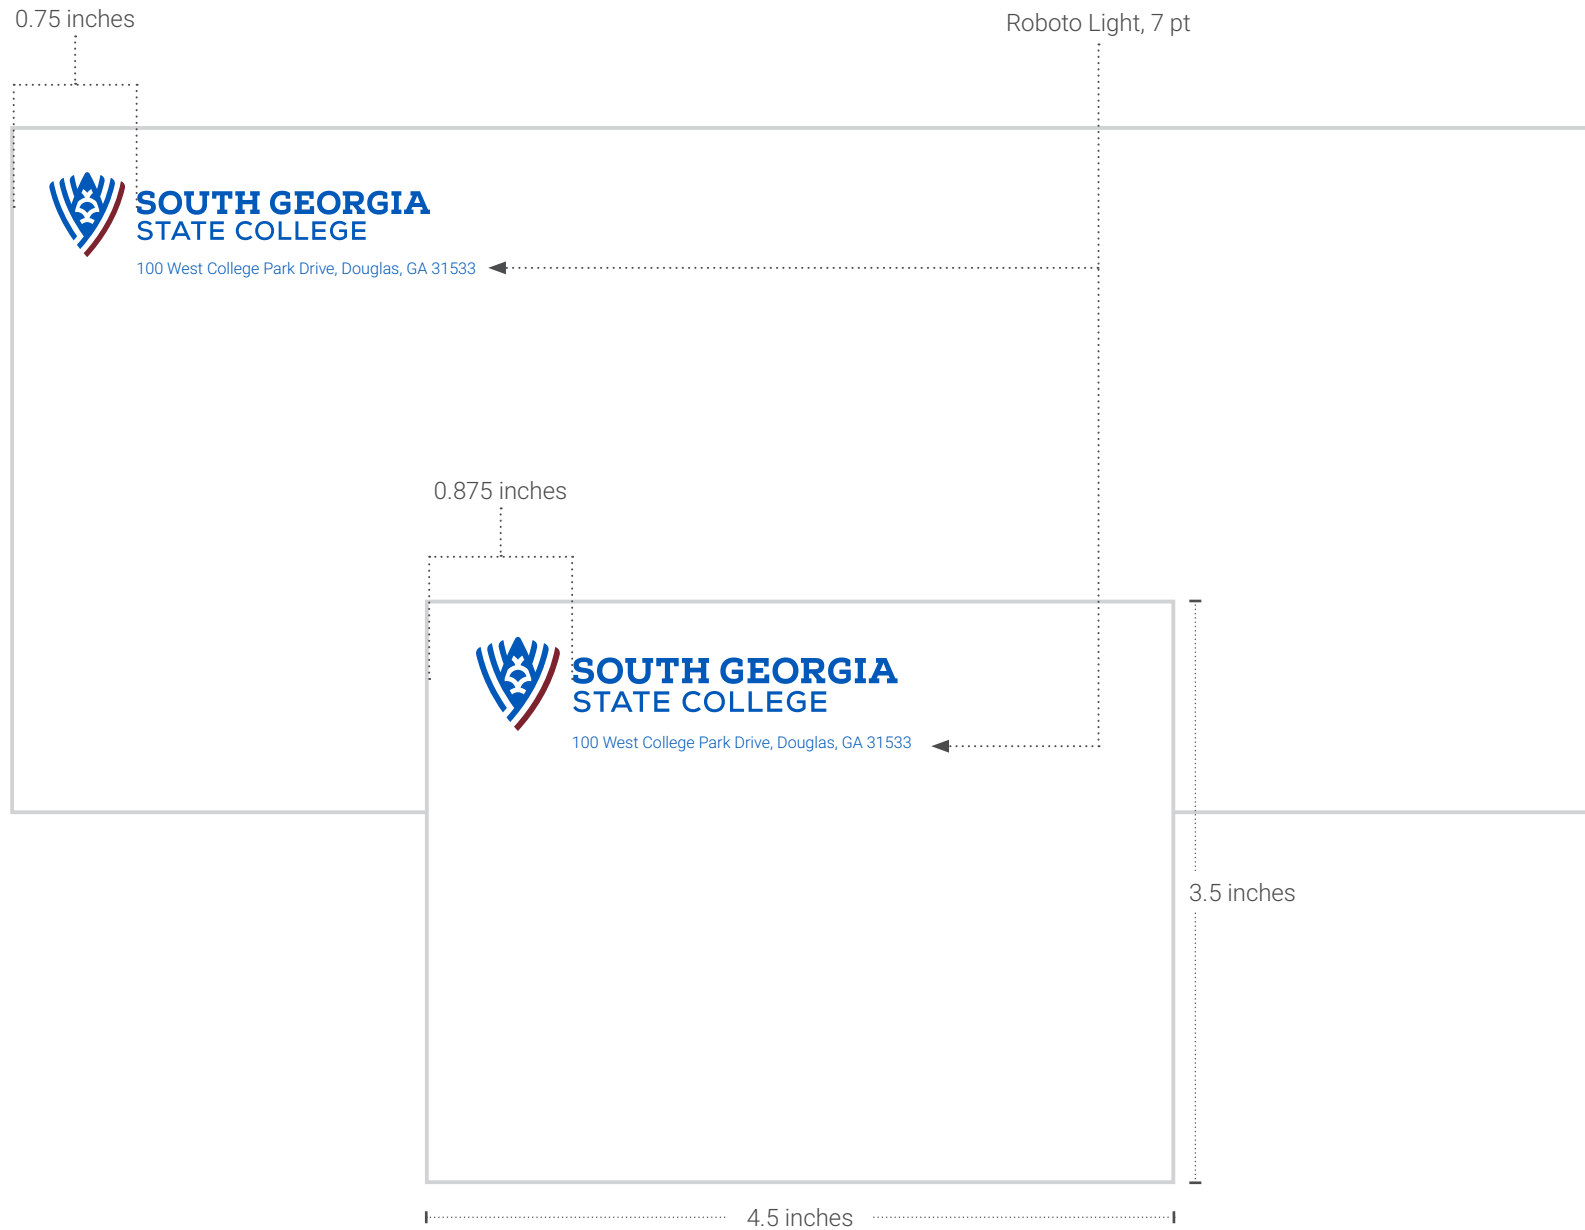 0.75 inches
Roboto Light, 7 pt
SOUTH GEORGIA
STATE COLLEGE
100 West College Park Drive, Douglas, GA 31533
0.875 inches
SOUTH GEORGIA
STATE COLLEGE
100 West College Park Drive, Douglas, GA 31533
3.5 inches
4.5 inches